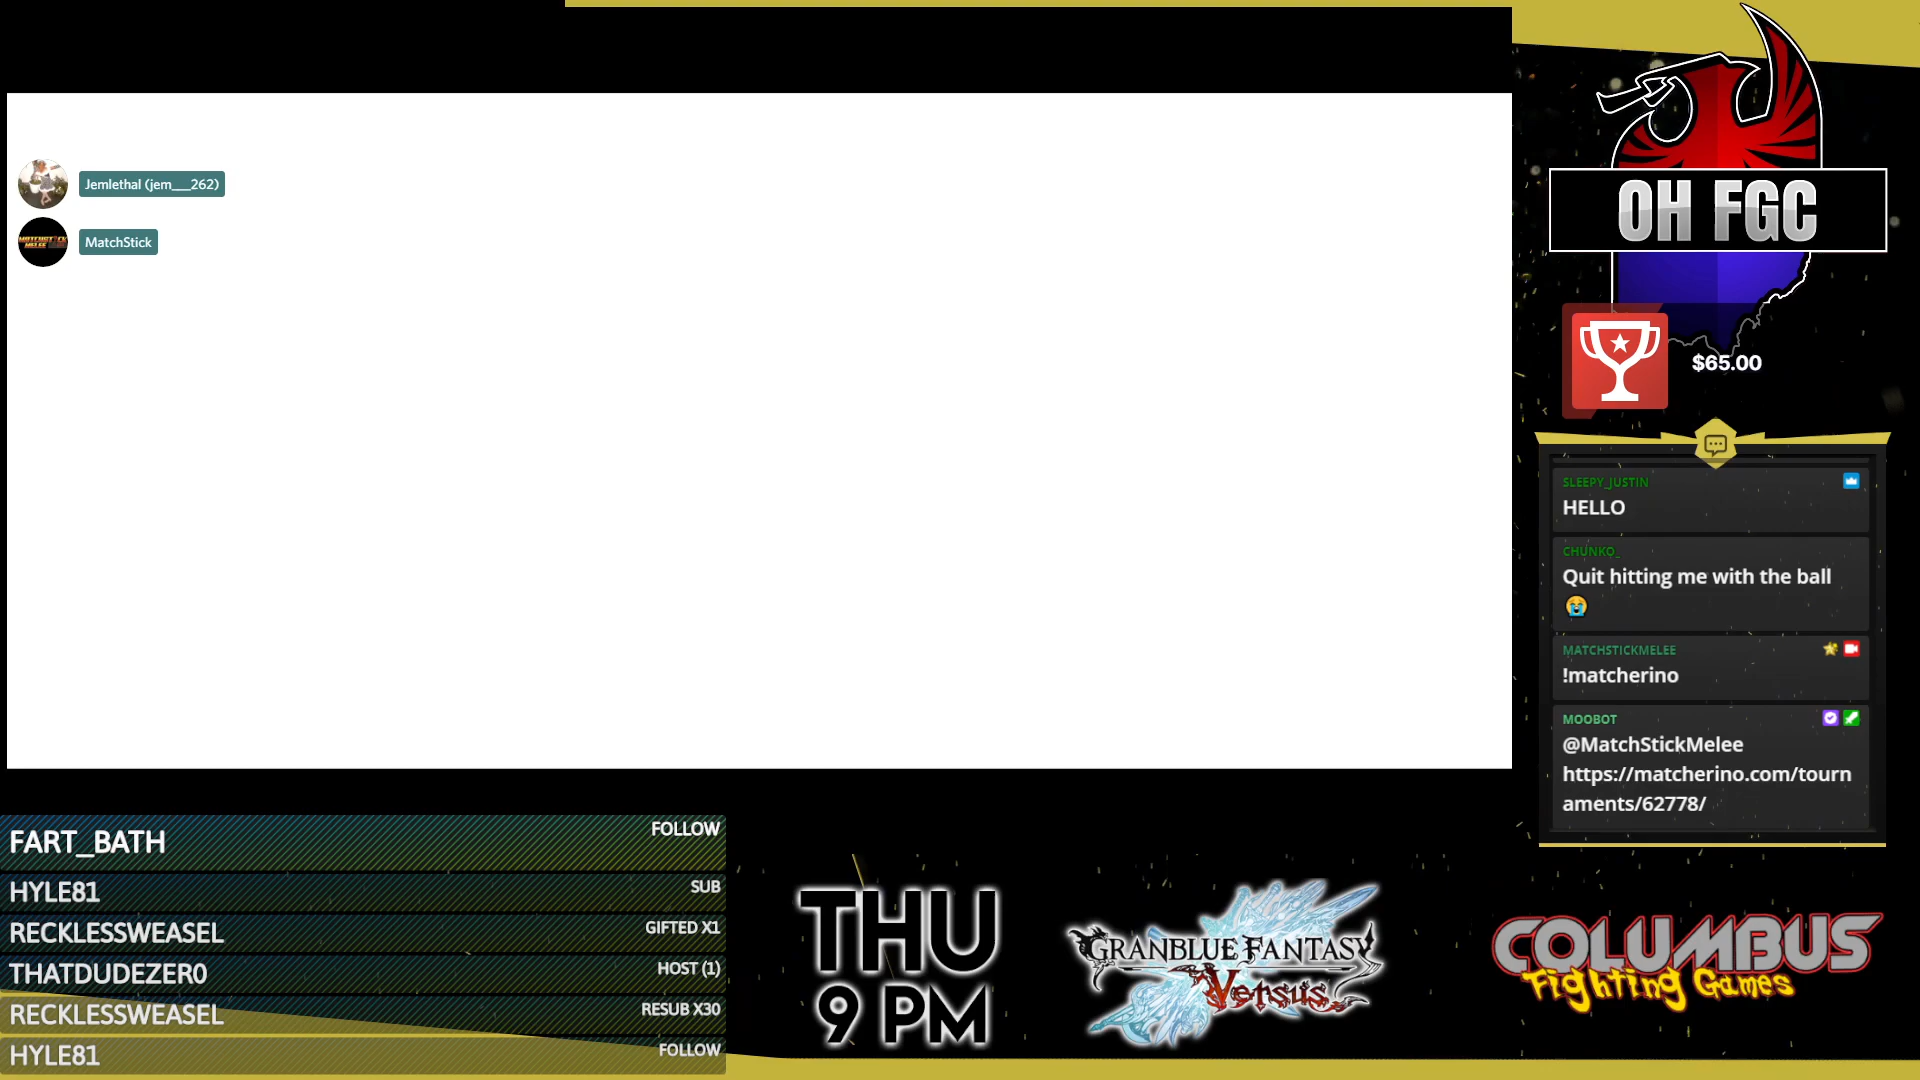 Jemlethal (jem___262)
MatchStick
OH FGC
$65.00
SLEEPY_JUSTIN
HELLO
CHUNKO_
Quit hitting me with the ball
😭
MATCHSTICKMELEE
!matcherino
MOOBOT
@MatchStickMelee
https://matcherino.com/tourn
aments/62778/
FART_BATH FOLLOW
HYLE81 SUB
RECKLESSWEASEL GIFTED X1
THATDUDEZER0 HOST (1)
RECKLESSWEASEL RESUB X30
HYLE81 FOLLOW
THU
9 PM
GRANBLUE FANTASY
Versus
COLUMBUS
Fighting Games